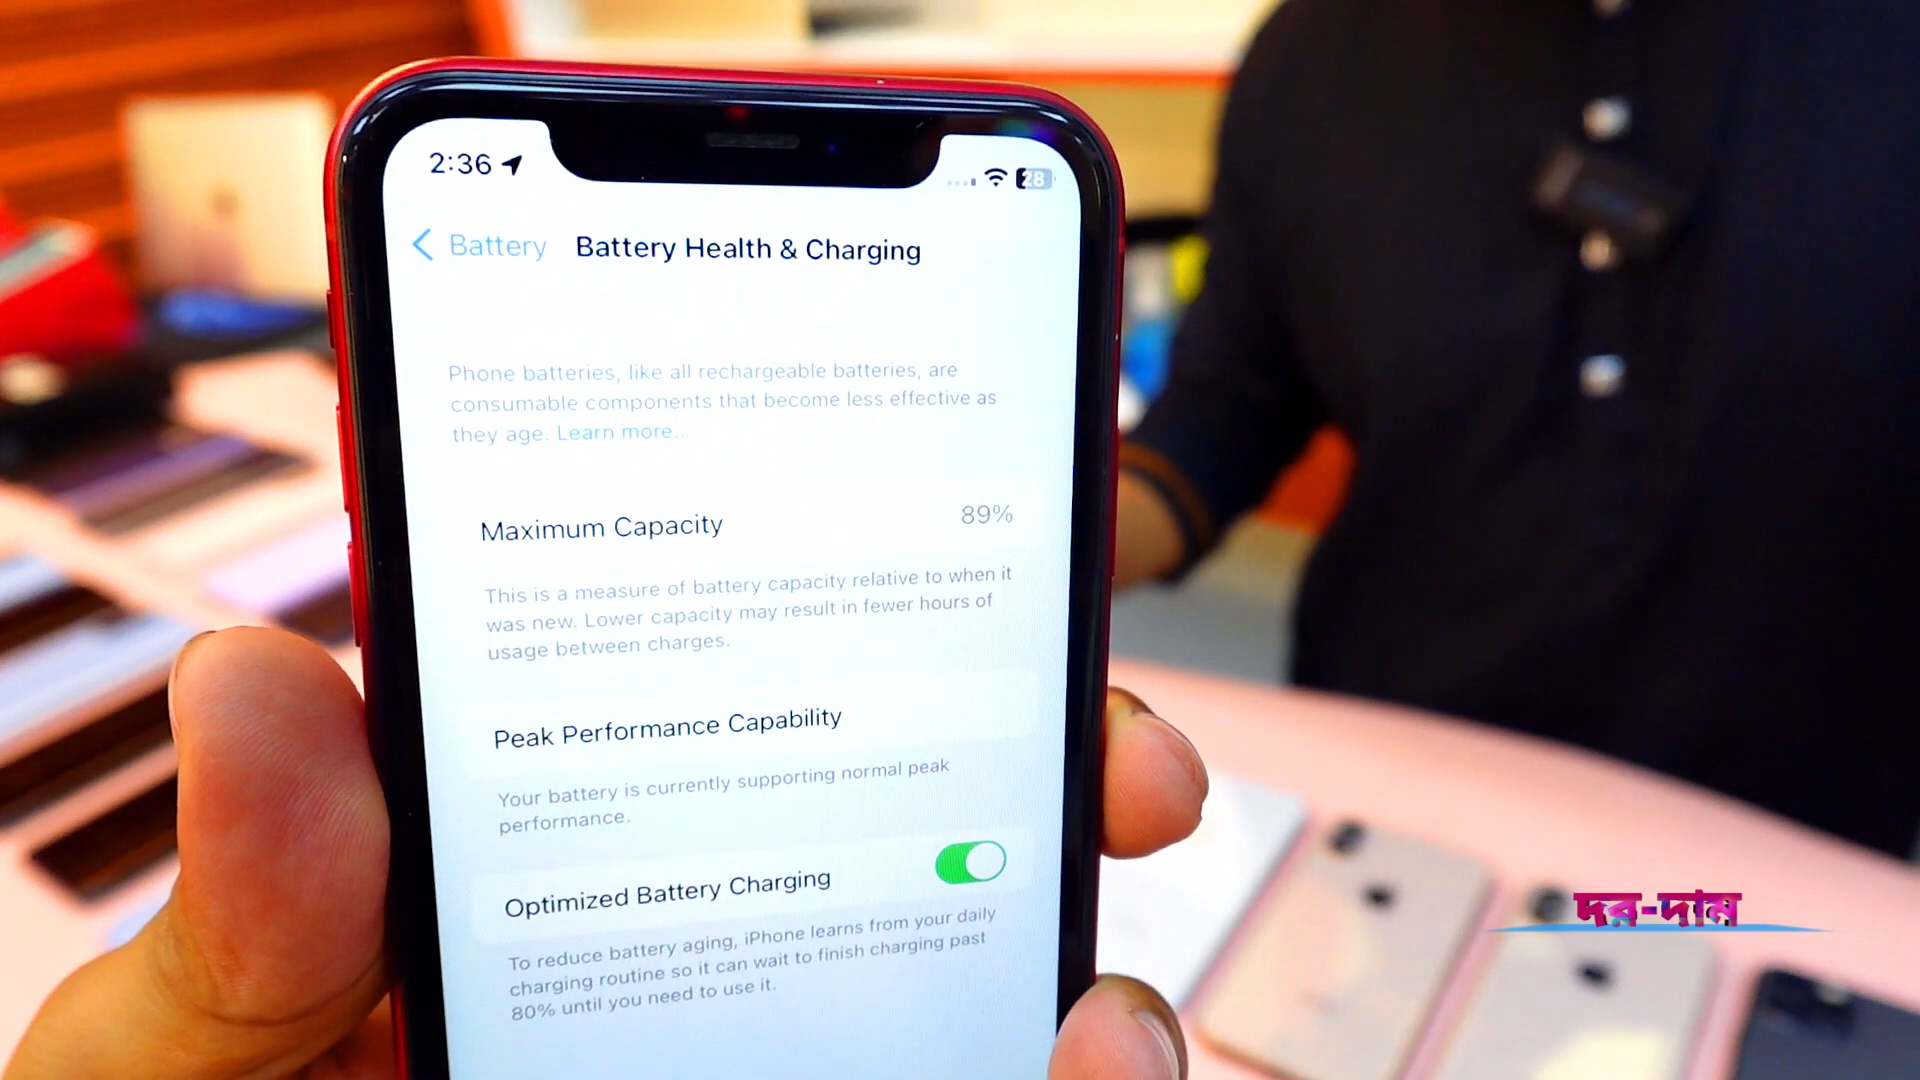 2:36
28
Battery
Battery Health & Charging
Phone batteries, like all rechargeable batteries, are
consumable components that become less effective as
they age. Learn more...
Maximum Capacity
89%
This is a measure of battery capacity relative to when it
was new. Lower capacity may result in fewer hours of
usage between charges.
Peak Performance Capability
Your battery is currently supporting normal peak
performance.
Optimized Battery Charging
To reduce battery aging, iPhone learns from your daily
charging routine so it can wait to finish charging past
80% until you need to use it.
দর-দাম